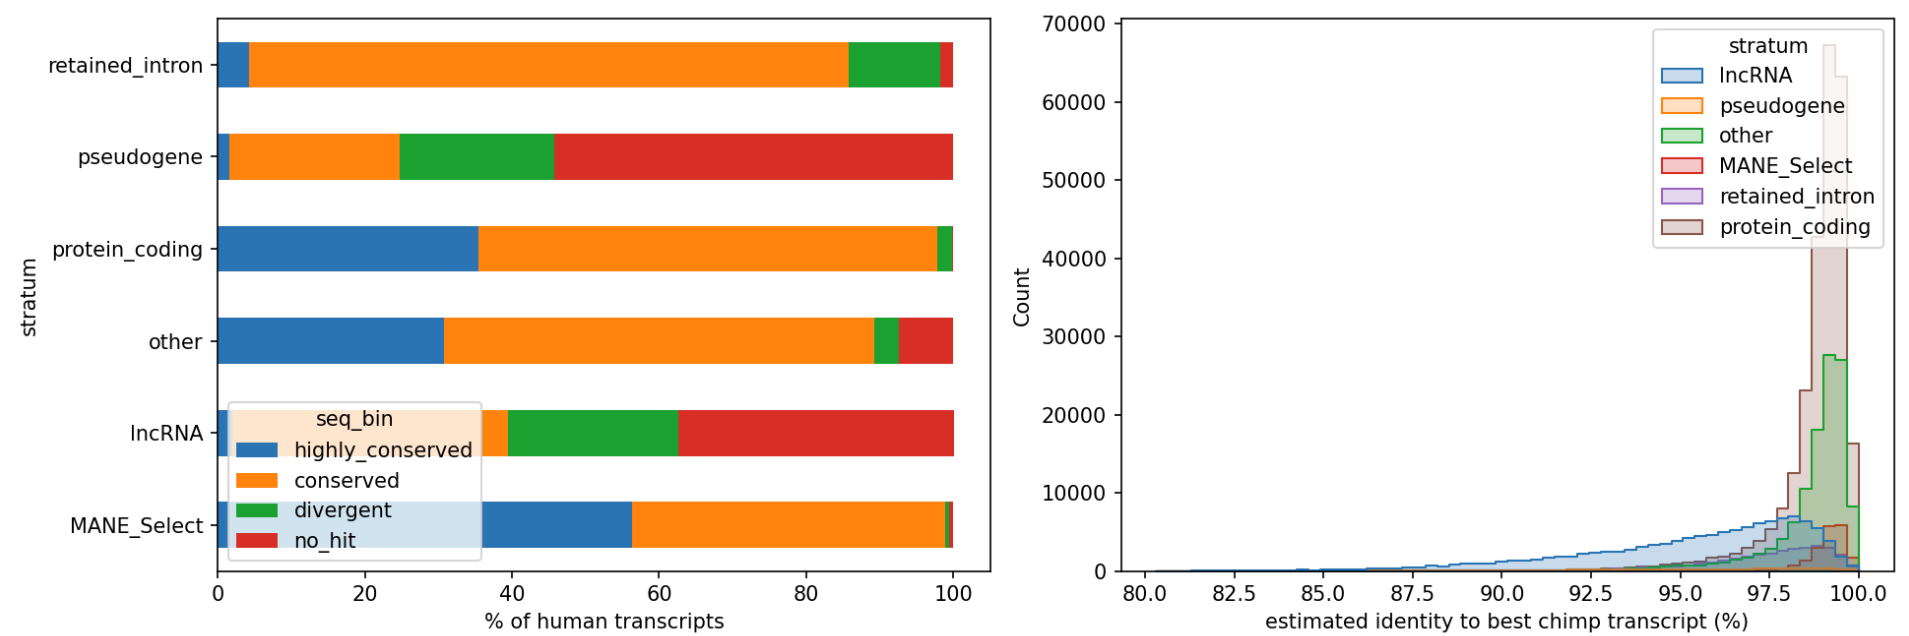 stratum
retained_intron
pseudogene
protein_coding
other
lncRNA
MANE_Select
seq_bin
highly_conserved
conserved
divergent
no_hit
0 20 40 60 80 100
% of human transcripts
Count
70000
60000
50000
40000
30000
20000
10000
0
stratum
lncRNA
pseudogene
other
MANE_Select
retained_intron
protein_coding
80.0 82.5 85.0 87.5 90.0 92.5 95.0 97.5 100.0
estimated identity to best chimp transcript (%)